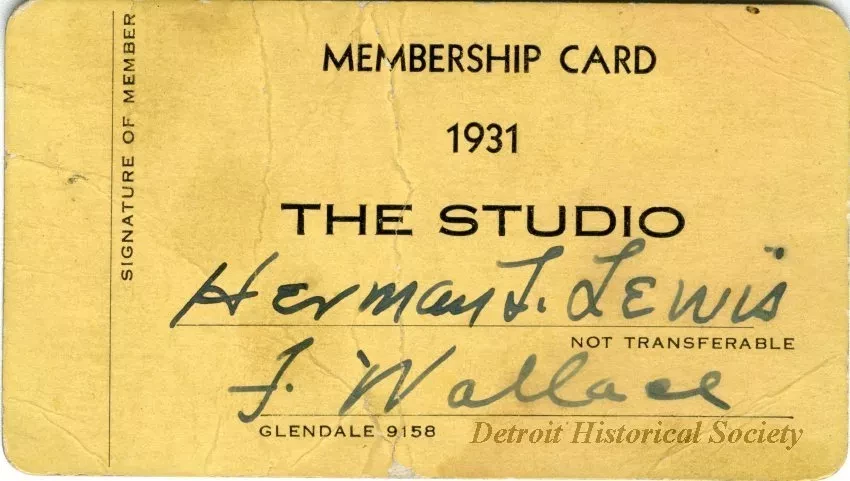 SIGNATURE OF MEMBER
MEMBERSHIP CARD
1931
THE STUDIO
Herman L. Lewis
NOT TRANSFERABLE
J. Wallace
GLENDALE 9158
Detroit Historical Society